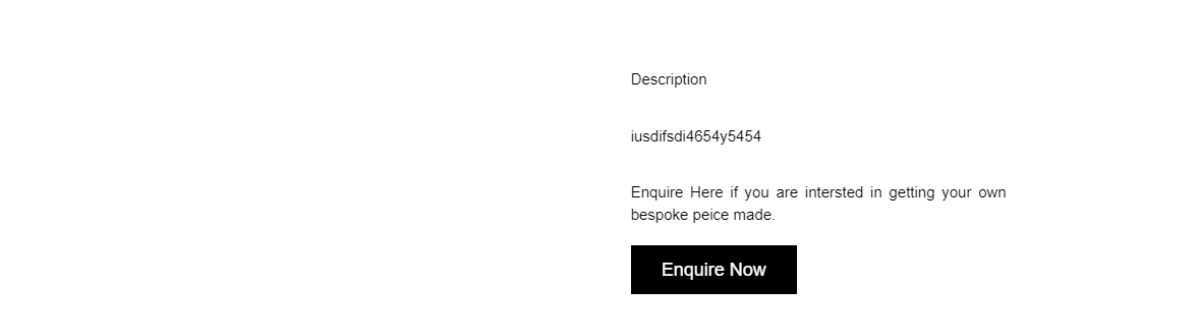 Description
iusdifsdi4654y5454
Enquire Here if you are intersted in getting your own
bespoke peice made.
Enquire Now